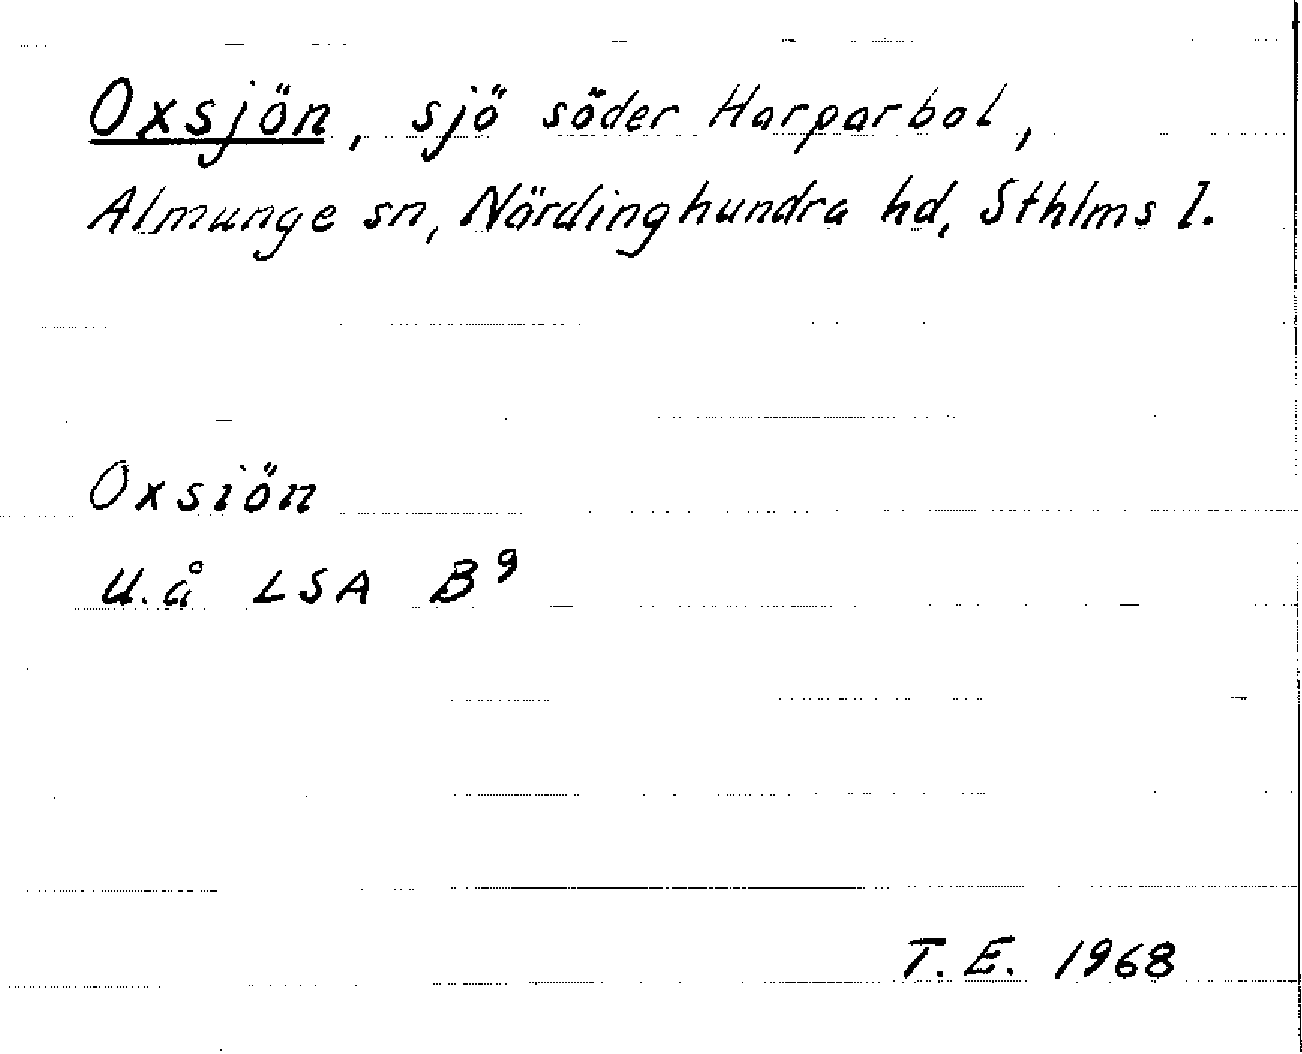 Oxsjön, sjö söder Harparbol,
Almunge sn, Närdinghundra hd, Sthlms l.
Oxsiön
U.å LSA B⁹
T.E. 1968